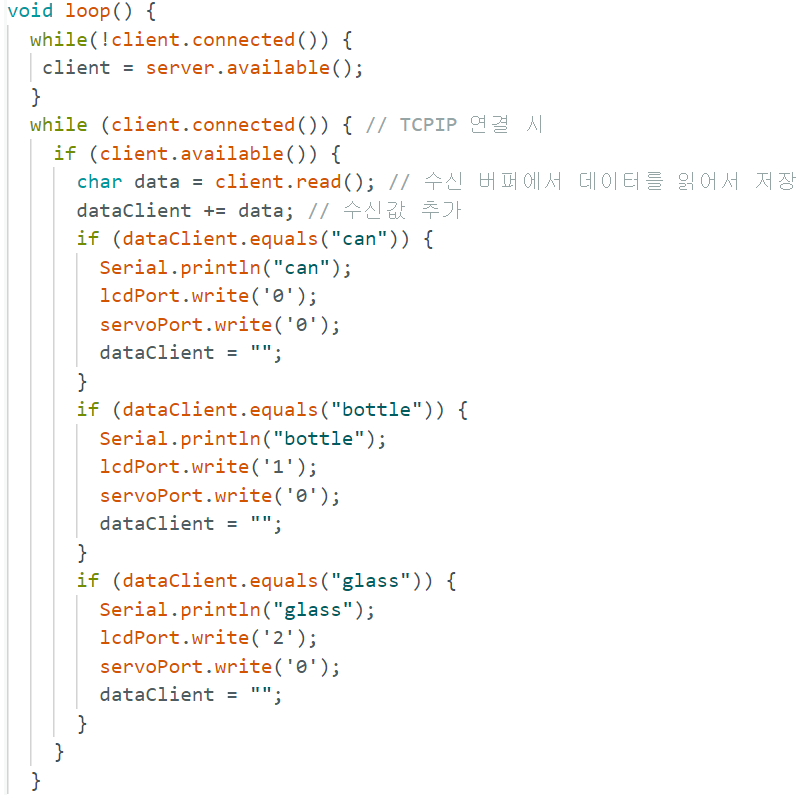 void loop() {
while(!client.connected()) {
client = server.available();
}
while (client.connected()) { // TCPIP 연결 시
if (client.available()) {
char data = client.read(); // 수신 버퍼에서 데이터를 읽어서 저장
dataClient += data; // 수신값 추가
if (dataClient.equals("can")) {
Serial.println("can");
lcdPort.write('0');
servoPort.write('0');
dataClient = "";
}
if (dataClient.equals("bottle")) {
Serial.println("bottle");
lcdPort.write('1');
servoPort.write('0');
dataClient = "";
}
if (dataClient.equals("glass")) {
Serial.println("glass");
lcdPort.write('2');
servoPort.write('0');
dataClient = "";
}
}
}